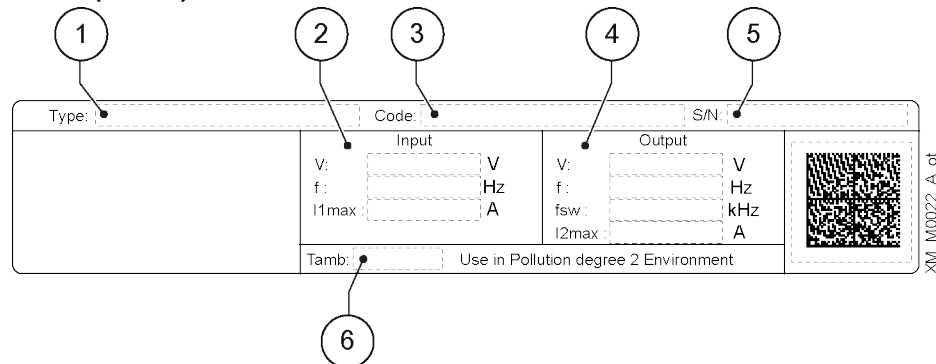 1 2 3 4 5
Type: Code: S/N:
Input Output
V: V V: V
f : Hz f : Hz
I1max : A fsw : kHz
I2max : A
Tamb: Use in Pollution degree 2 Environment
6